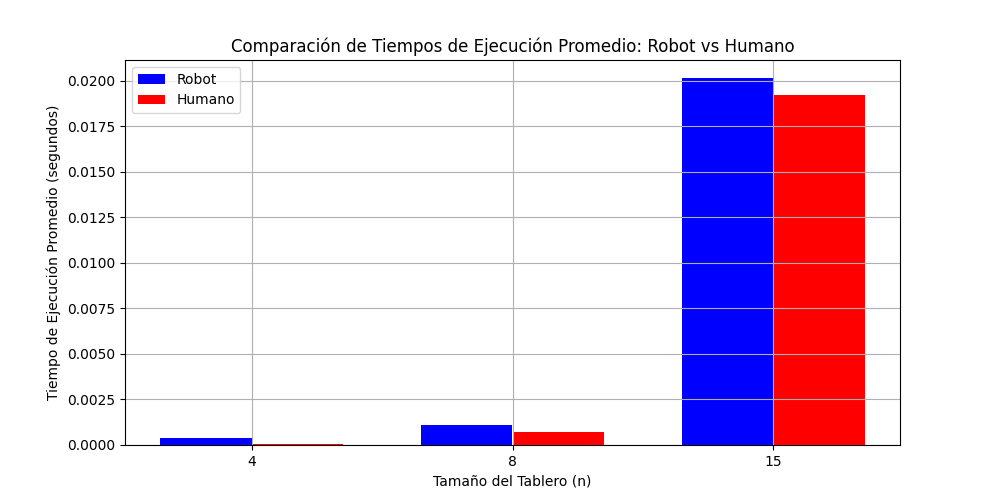 Comparación de Tiempos de Ejecución Promedio: Robot vs Humano
Robot
Humano
Tiempo de Ejecución Promedio (segundos)
0.0200
0.0175
0.0150
0.0125
0.0100
0.0075
0.0050
0.0025
0.0000
4 8 15
Tamaño del Tablero (n)